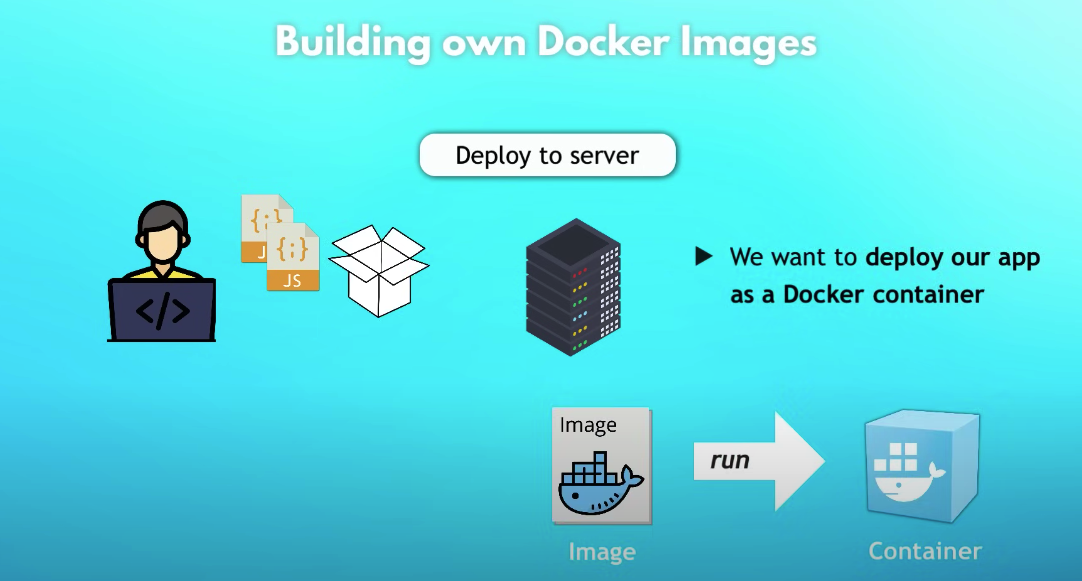 Building own Docker Images
Deploy to server
{;}
JS
{;}
JS
</>
We want to deploy our app
as a Docker container
Image
run
Image
Container